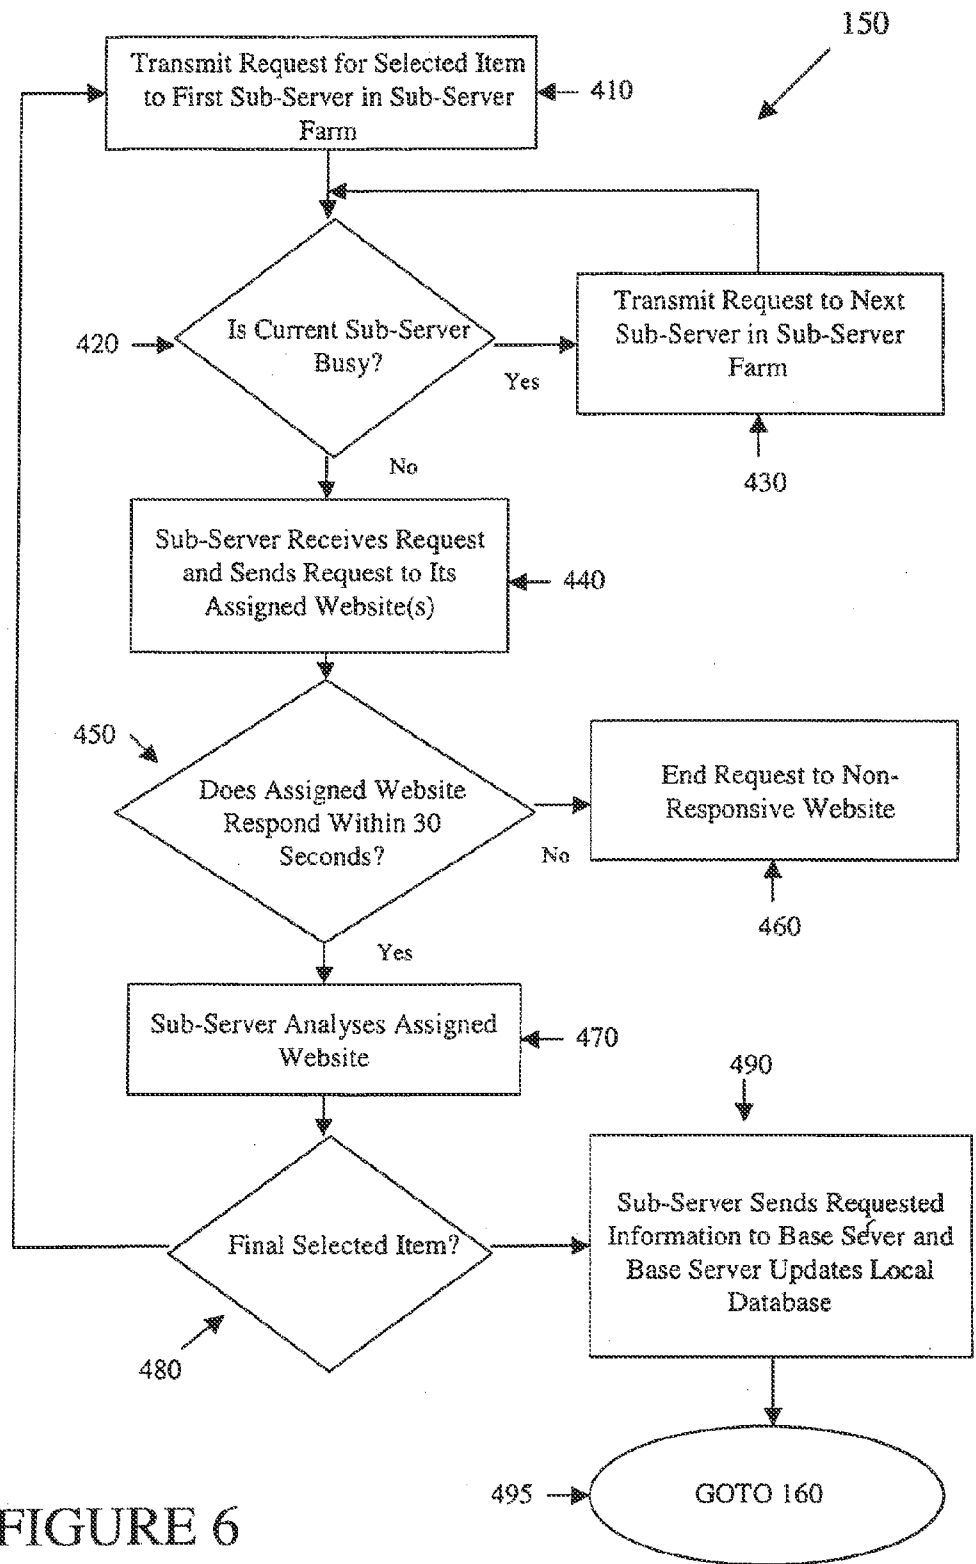 150
Transmit Request for Selected Item
to First Sub-Server in Sub-Server
Farm
410
Is Current Sub-Server
Busy?
420
Yes
Transmit Request to Next
Sub-Server in Sub-Server
Farm
430
No
Sub-Server Receives Request
and Sends Request to Its
Assigned Website(s)
440
450
Does Assigned Website
Respond Within 30
Seconds?
No
End Request to Non-
Responsive Website
460
Yes
Sub-Server Analyses Assigned
Website
470
490
Final Selected Item?
480
Sub-Server Sends Requested
Information to Base Server and
Base Server Updates Local
Database
495
GOTO 160
FIGURE 6